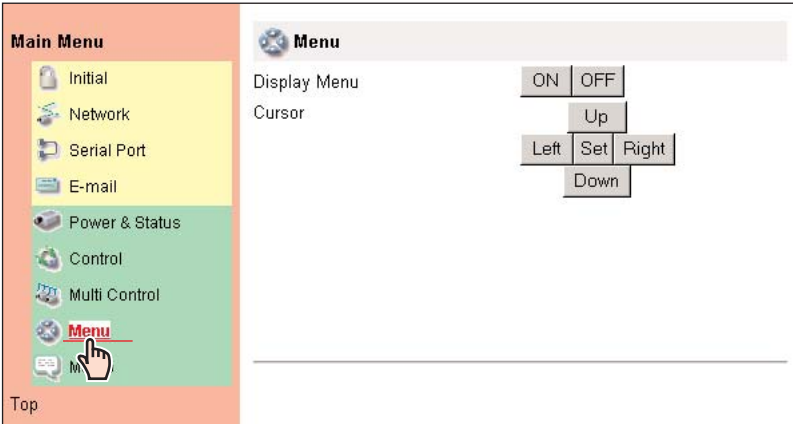 Main Menu
Initial
Network
Serial Port
E-mail
Power & Status
Control
Multi Control
Menu
Top
Menu
Display Menu ON OFF
Cursor Up
Left Set Right
Down